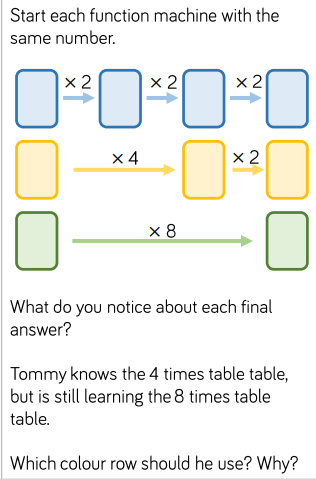 Start each function machine with the
same number.
× 2 × 2 × 2
× 4 × 2
× 8
What do you notice about each final
answer?
Tommy knows the 4 times table table,
but is still learning the 8 times table
table.
Which colour row should he use? Why?